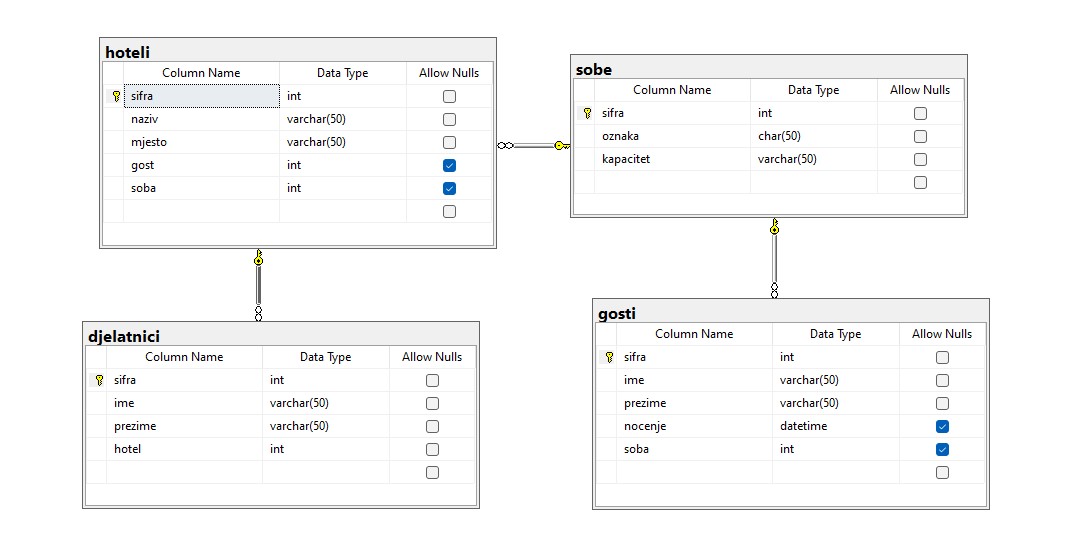 hoteli
Column Name Data Type Allow Nulls
sifra int
naziv varchar(50)
mjesto varchar(50)
gost int
soba int
sobe
Column Name Data Type Allow Nulls
sifra int
oznaka char(50)
kapacitet varchar(50)
djelatnici
Column Name Data Type Allow Nulls
sifra int
ime varchar(50)
prezime varchar(50)
hotel int
gosti
Column Name Data Type Allow Nulls
sifra int
ime varchar(50)
prezime varchar(50)
nocenje datetime
soba int